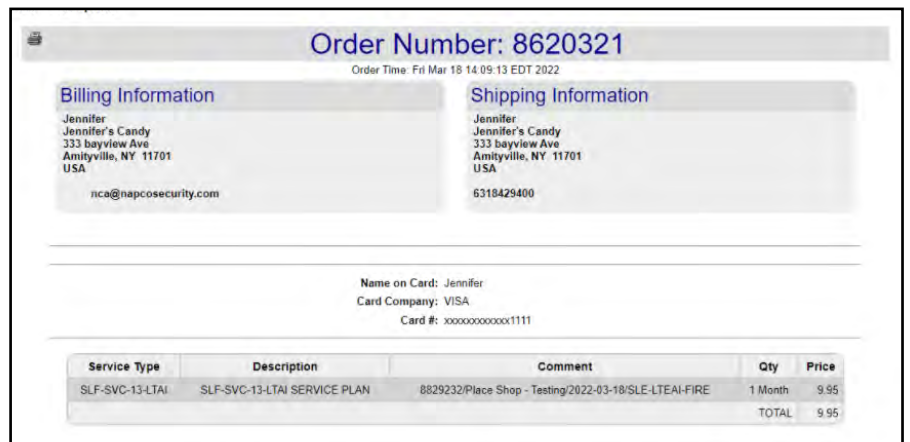 Order Number: 8620321
Order Time: Fri Mar 18 14:09:13 EDT 2022
Billing Information
Jennifer
Jennifer's Candy
333 bayview Ave
Amityville, NY 11701
USA
nca@napcosecurity.com
Shipping Information
Jennifer
Jennifer's Candy
333 bayview Ave
Amityville, NY 11701
USA
6318429400
Name on Card: Jennifer
Card Company: VISA
Card #: xxxxxxxxxxxx1111
Service Type Description Comment Qty Price
SLF-SVC-13-LTAI SLF-SVC-13-LTAI SERVICE PLAN 8829232/Place Shop - Testing/2022-03-18/SLE-LTEAI-FIRE 1 Month 9.95
TOTAL 9.95